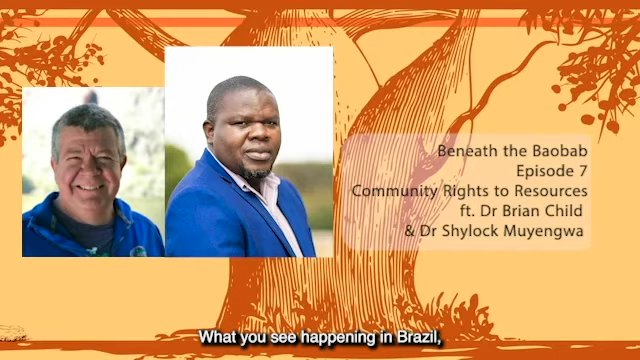 Beneath the Baobab
Episode 7
Community Rights to Resources
ft. Dr Brian Child
& Dr Shylock Muyengwa
What you see happening in Brazil,